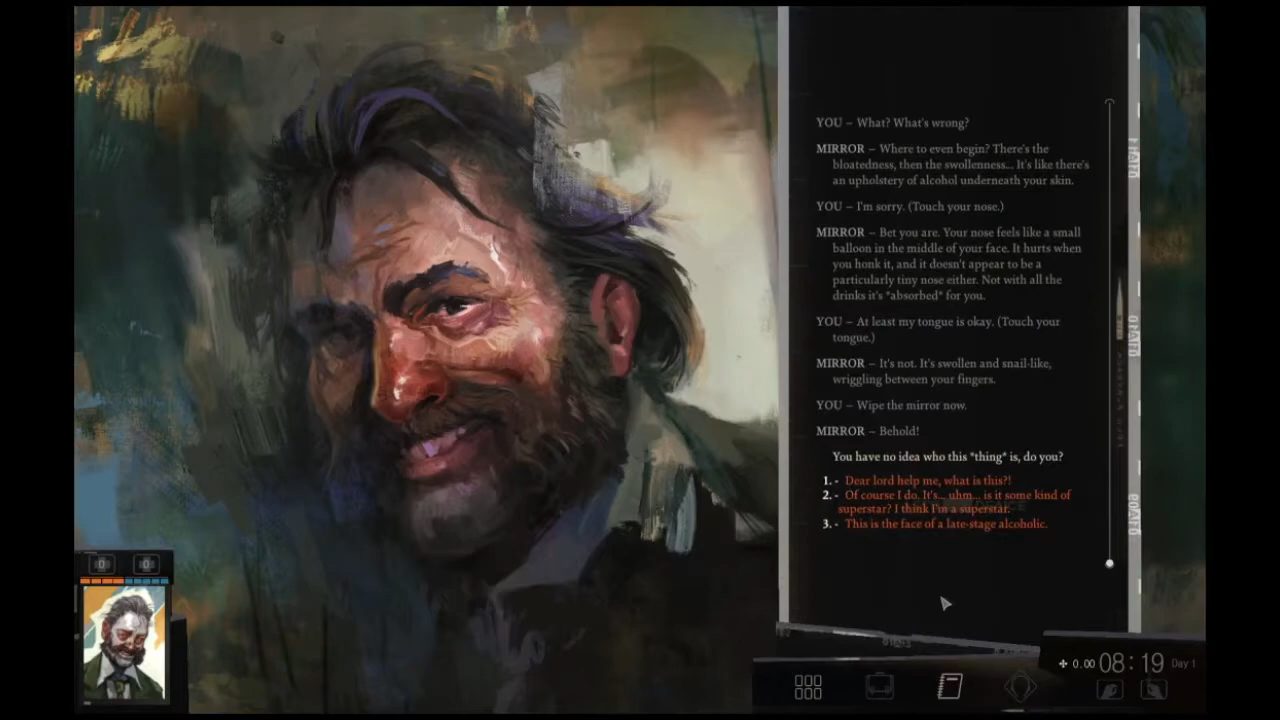 YOU – What? What's wrong?
MIRROR – Where to even begin? There's the
bloatedness, then the swollenness... It's like there's
an upholstery of alcohol underneath your skin.
YOU – I'm sorry. (Touch your nose.)
MIRROR – Bet you are. Your nose feels like a small
balloon in the middle of your face. It hurts when
you honk it, and it doesn't appear to be a
particularly tiny nose either. Not with all the
drinks it's *absorbed* for you.
YOU – At least my tongue is okay. (Touch your
tongue.)
MIRROR – It's not. It's swollen and snail-like,
wriggling between your fingers.
YOU – Wipe the mirror now.
MIRROR – Behold!
You have no idea who this *thing* is, do you?
1. - Dear lord help me, what is this?!
2. - Of course I do. It's... uhm... is it some kind of
superstar? I think I'm a superstar.
3. - This is the face of a late-stage alcoholic.
0 0
0.00 08:19 Day 1